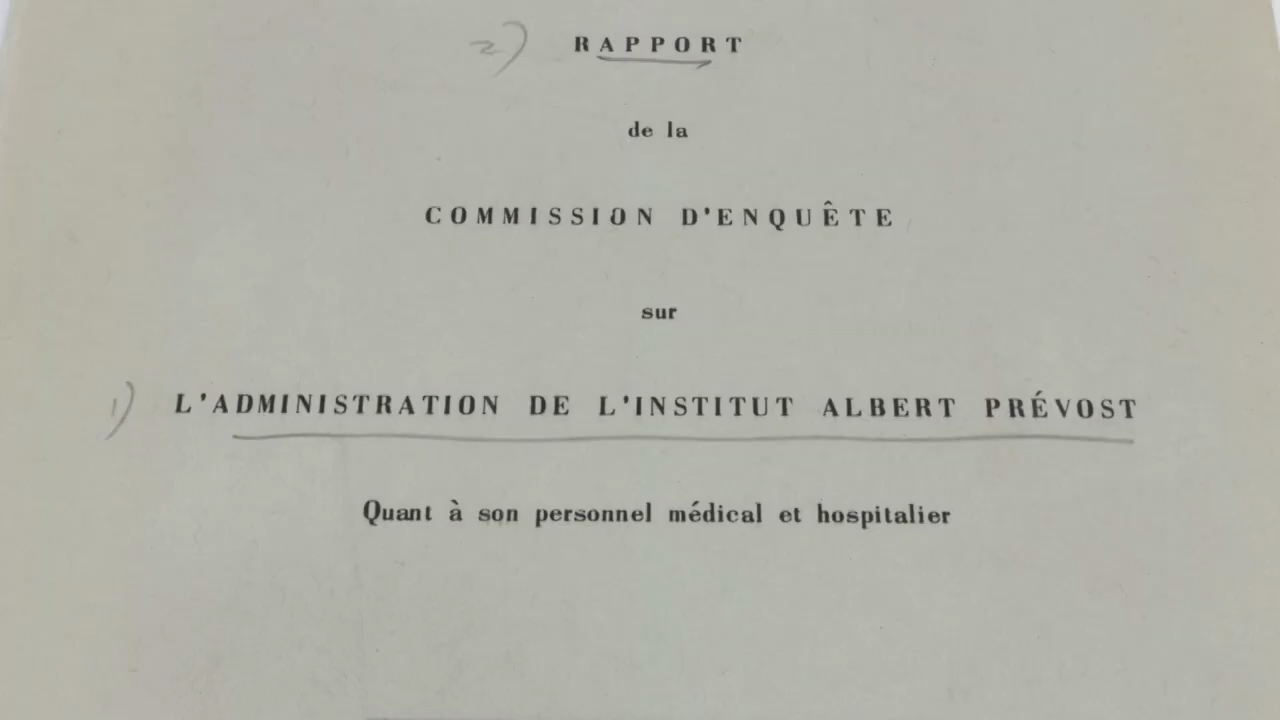 2) RAPPORT
de la
COMMISSION D'ENQUÊTE
sur
1) L'ADMINISTRATION DE L'INSTITUT ALBERT PRÉVOST
Quant à son personnel médical et hospitalier